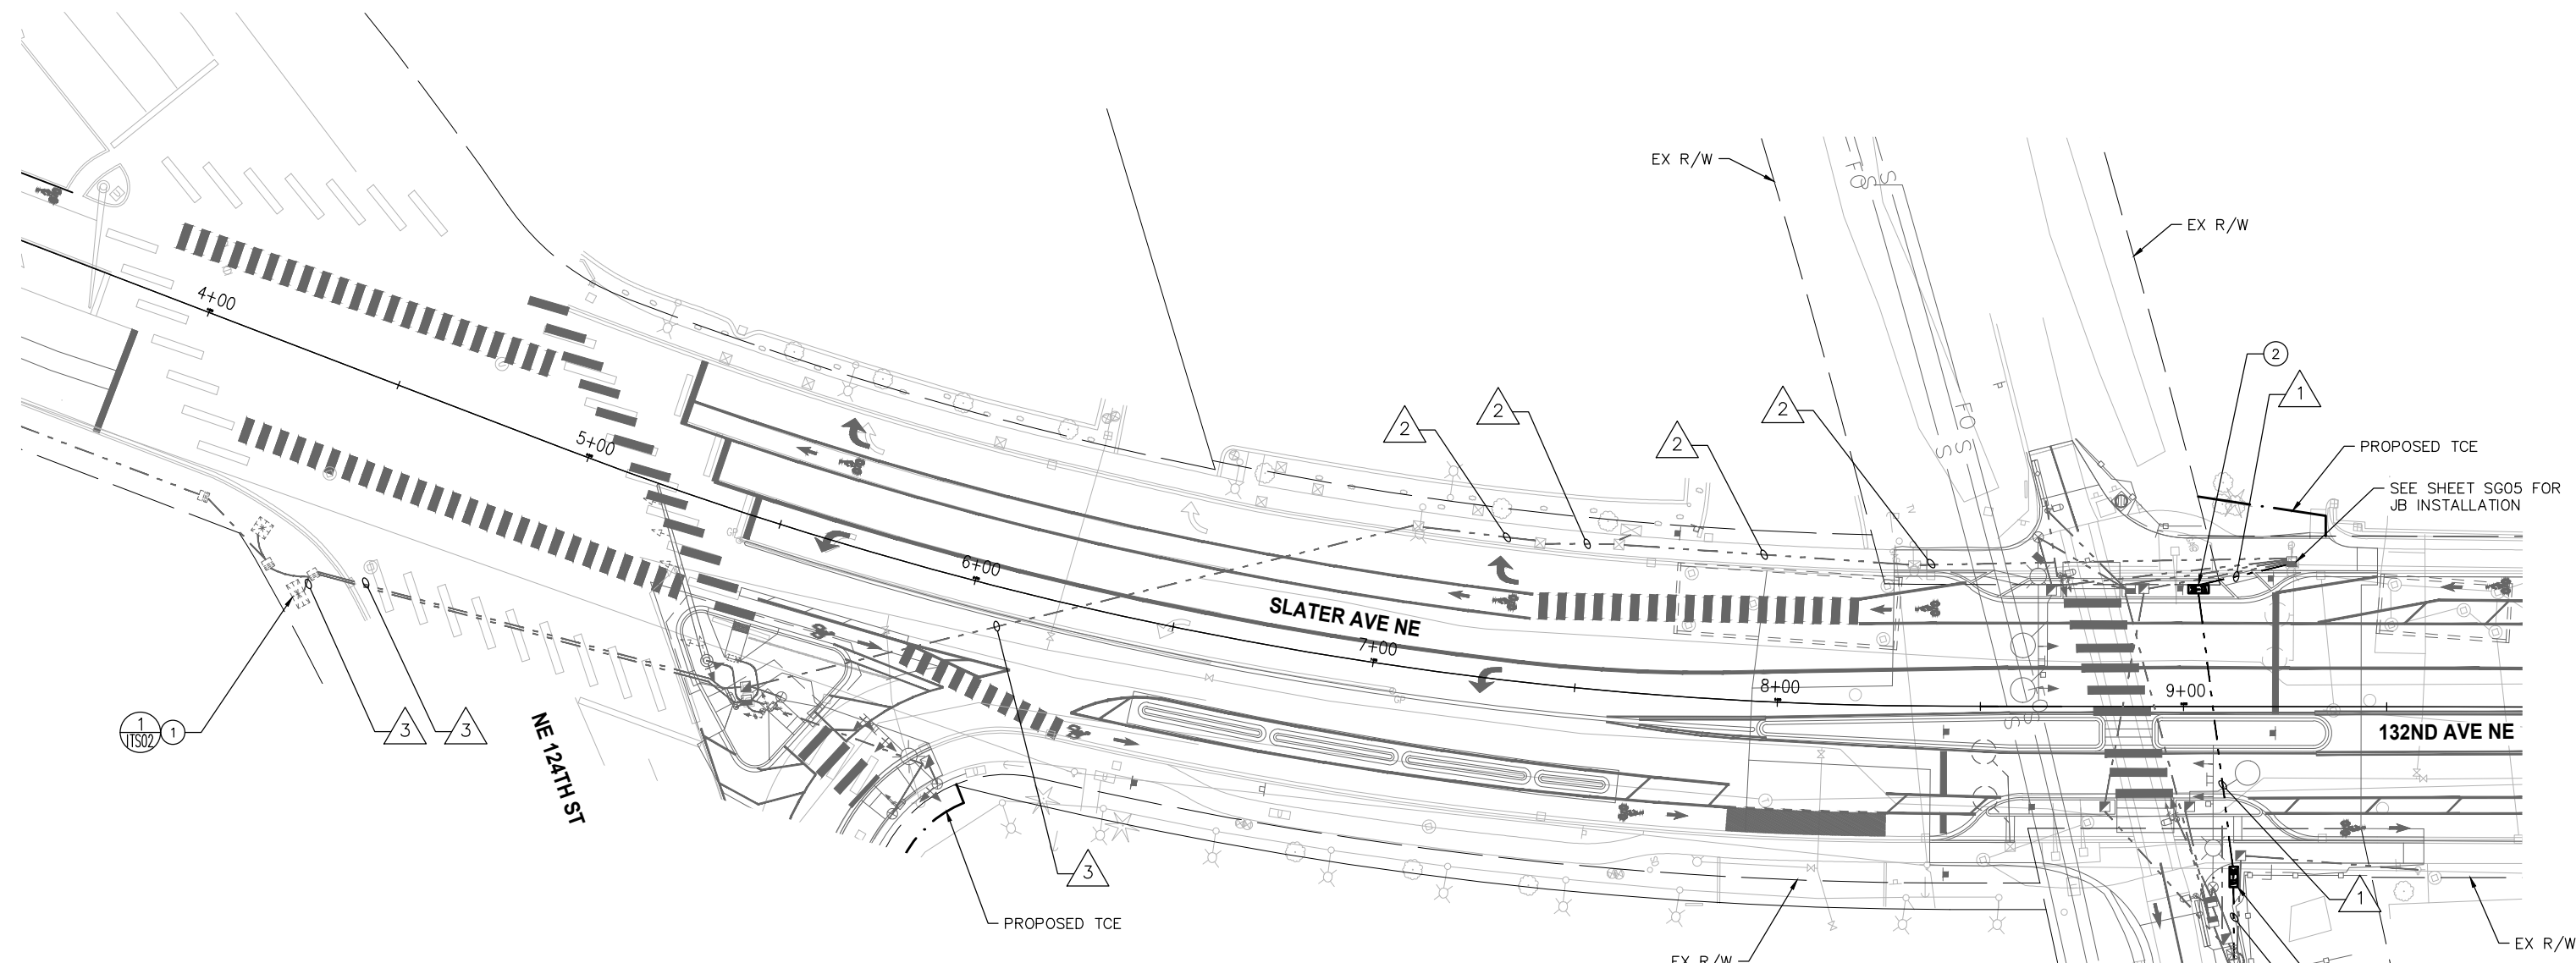 EX R/W
EX R/W
FO
S
S
4+00
2
1
2
2
2
2
5+00
PROPOSED TCE
SEE SHEET SG05 FOR
JB INSTALLATION
FO
S
S
6+00
SLATER AVE NE
7+00
8+00
9+00
1
ITS02
1
3
3
NE 124TH ST
132ND AVE NE
3
1
PROPOSED TCE
EX R/W
EX R/W